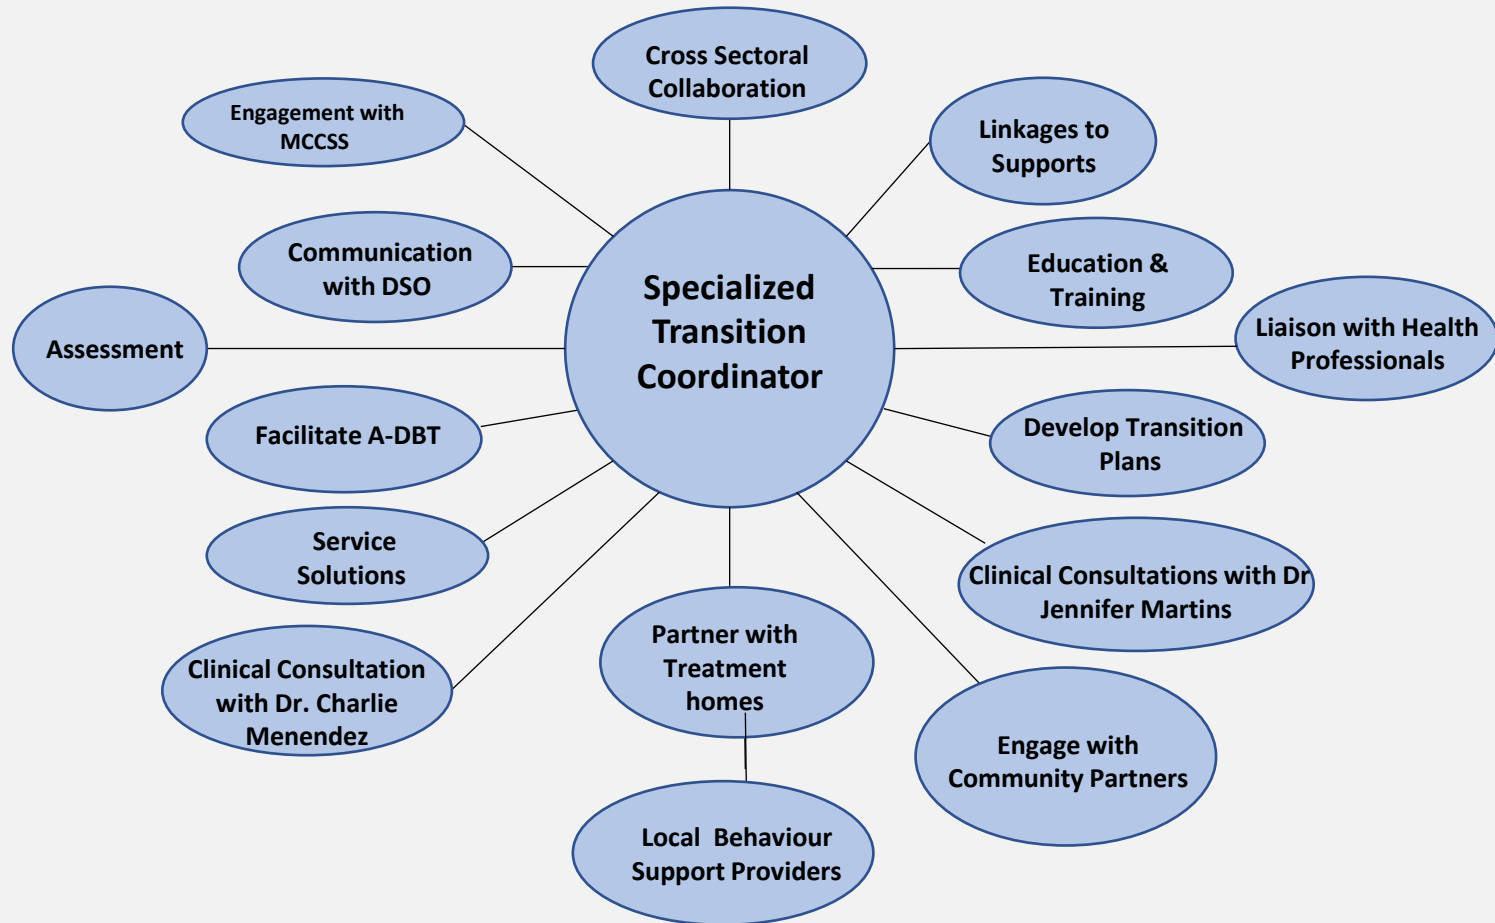 Cross Sectoral
Collaboration
Engagement with
MCCSS
Linkages to
Supports
Communication
with DSO
Education &
Training
Specialized
Transition
Coordinator
Assessment
Liaison with Health
Professionals
Facilitate A-DBT
Develop Transition
Plans
Service
Solutions
Clinical Consultations with Dr
Jennifer Martins
Clinical Consultation
with Dr. Charlie
Menendez
Partner with
Treatment
homes
Engage with
Community Partners
Local  Behaviour
Support Providers